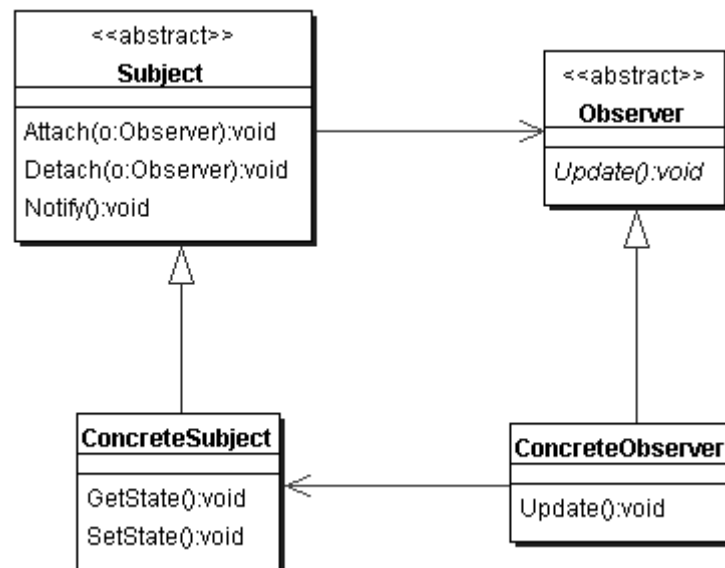 <<abstract>>
Subject
Attach(o:Observer):void
Detach(o:Observer):void
Notify():void
<<abstract>>
Observer
Update():void
ConcreteSubject
GetState():void
SetState():void
ConcreteObserver
Update():void